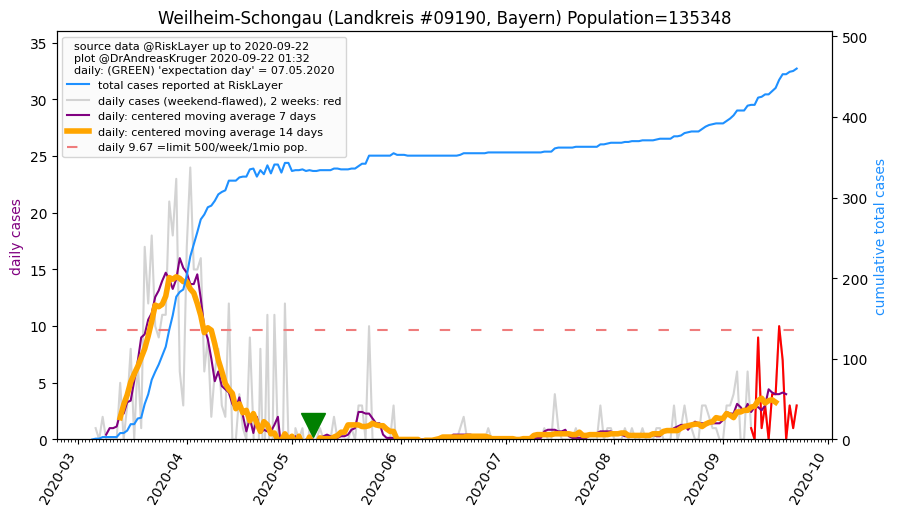 Weilheim-Schongau (Landkreis #09190, Bayern) Population=135348
source data @RiskLayer up to 2020-09-22
plot @DrAndreasKruger 2020-09-22 01:32
daily: (GREEN) 'expectation day' = 07.05.2020
total cases reported at RiskLayer
daily cases (weekend-flawed), 2 weeks: red
daily: centered moving average 7 days
daily: centered moving average 14 days
daily 9.67 =limit 500/week/1mio pop.
daily cases
35
30
25
20
15
10
5
0
cumulative total cases
500
400
300
200
100
0
2020-03
2020-04
2020-05
2020-06
2020-07
2020-08
2020-09
2020-10